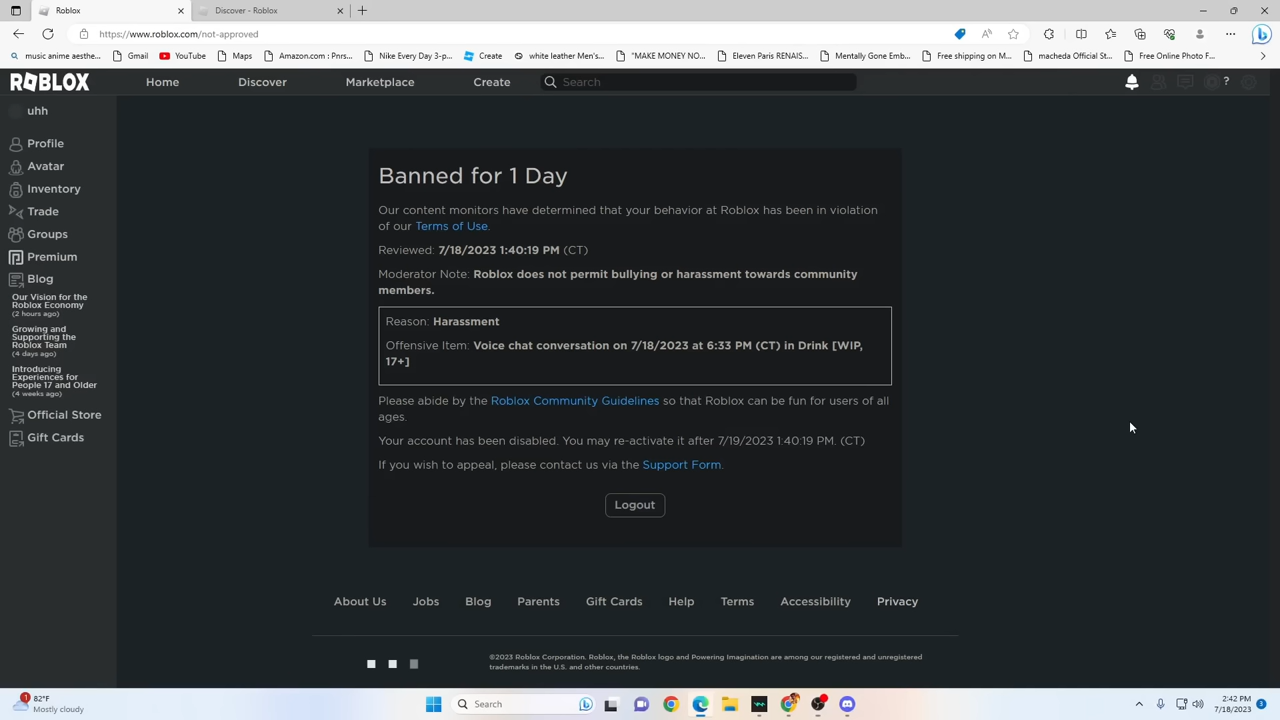 Roblox
Discover - Roblox
https://www.roblox.com/not-approved
music anime aesthe...
Gmail
YouTube
Maps
Amazon.com : Pnrs...
Nike Every Day 3-p...
Create
white leather Men's...
"MAKE MONEY NO...
Eleven Paris RENAIS...
Mentally Gone Emb...
Free shipping on M...
macheda Official St...
Free Online Photo F...
ROBLOX
Home
Discover
Marketplace
Create
Search
?
uhh
Profile
Avatar
Inventory
Trade
Groups
Premium
Blog
Our Vision for the
Roblox Economy
(2 hours ago)
Growing and
Supporting the
Roblox Team
(4 days ago)
Introducing
Experiences for
People 17 and Older
(4 weeks ago)
Official Store
Gift Cards
Banned for 1 Day
Our content monitors have determined that your behavior at Roblox has been in violation
of our Terms of Use.
Reviewed: 7/18/2023 1:40:19 PM (CT)
Moderator Note: Roblox does not permit bullying or harassment towards community
members.
Reason: Harassment
Offensive Item: Voice chat conversation on 7/18/2023 at 6:33 PM (CT) in Drink [WIP,
17+]
Please abide by the Roblox Community Guidelines so that Roblox can be fun for users of all
ages.
Your account has been disabled. You may re-activate it after 7/19/2023 1:40:19 PM. (CT)
If you wish to appeal, please contact us via the Support Form.
Logout
About Us
Jobs
Blog
Parents
Gift Cards
Help
Terms
Accessibility
Privacy
©2023 Roblox Corporation. Roblox, the Roblox logo and Powering Imagination are among our registered and unregistered
trademarks in the U.S. and other countries.
1
82°F
Mostly cloudy
Search
2:42 PM
7/18/2023
3